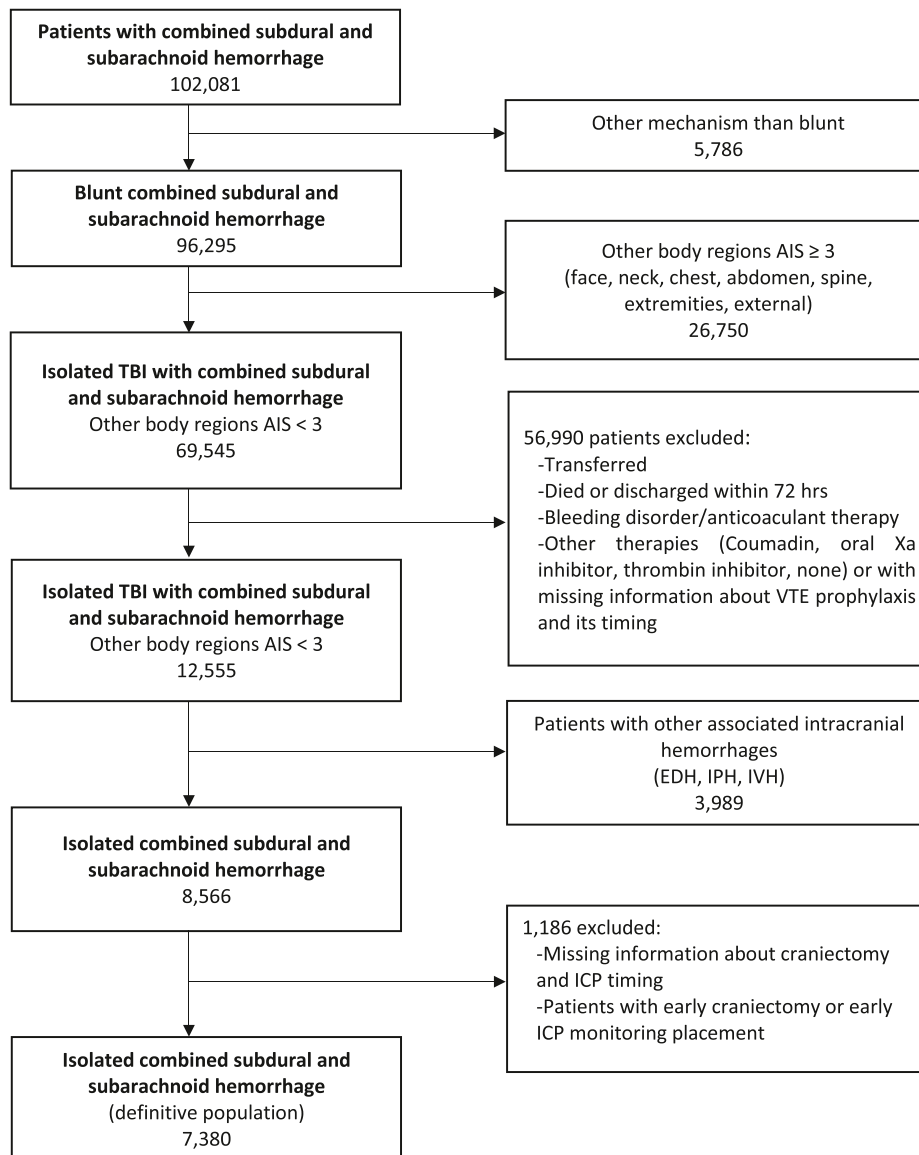 Patients with combined subdural and
subarachnoid hemorrhage
102,081
Other mechanism than blunt
5,786
Blunt combined subdural and
subarachnoid hemorrhage
96,295
Other body regions AIS ≥ 3
(face, neck, chest, abdomen, spine,
extremities, external)
26,750
Isolated TBI with combined subdural
and subarachnoid hemorrhage
Other body regions AIS < 3
69,545
56,990 patients excluded:
-Transferred
-Died or discharged within 72 hrs
-Bleeding disorder/anticoaculant therapy
-Other therapies (Coumadin, oral Xa
inhibitor, thrombin inhibitor, none) or with
missing information about VTE prophylaxis
and its timing
Isolated TBI with combined subdural
and subarachnoid hemorrhage
Other body regions AIS < 3
12,555
Patients with other associated intracranial
hemorrhages
(EDH, IPH, IVH)
3,989
Isolated combined subdural and
subarachnoid hemorrhage
8,566
1,186 excluded:
-Missing information about craniectomy
and ICP timing
-Patients with early craniectomy or early
ICP monitoring placement
Isolated combined subdural and
subarachnoid hemorrhage
(definitive population)
7,380